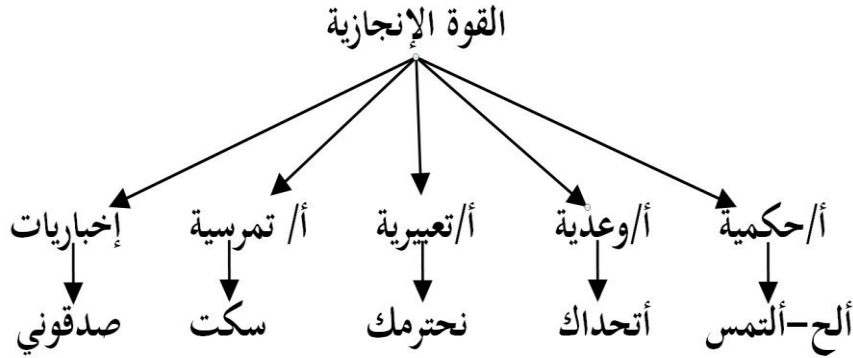 القوة الإنجازية
أ/حكمية أ/وعدية أ/تعبيرية أ/ تمرسية إخباريات
ألح-ألتمس أتحداك نحترمك سكت صدقوني